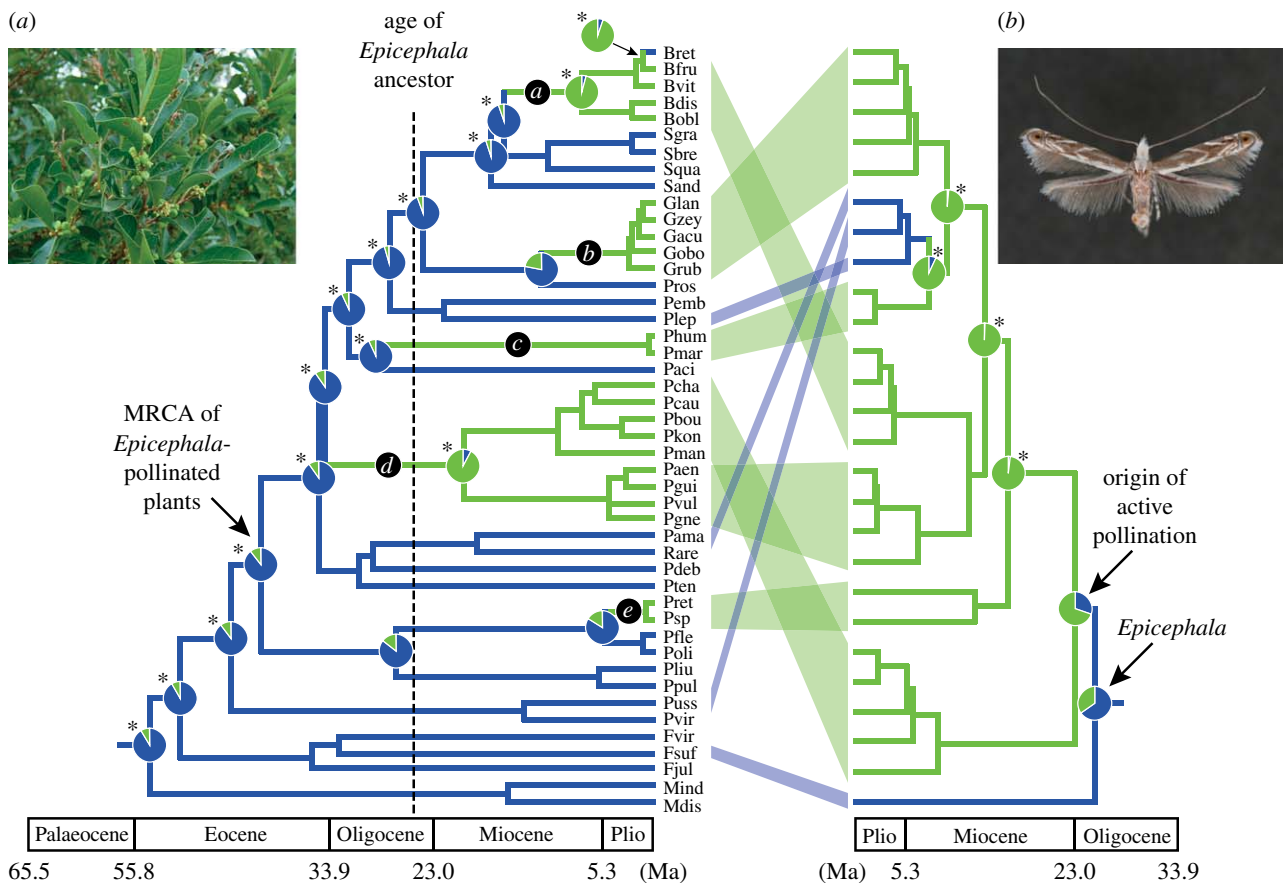 (a)
age of
Epicephala
ancestor
*
Bret
Bfru
Bvit
Bdis
Bobl
Sgra
Sbre
Squa
Sand
Glan
Gzey
Gacu
Gobo
Grub
Pros
Pemb
Plep
Phum
Pmar
Paci
Pcha
Pcau
Pbou
Pkon
Pman
Paen
Pgui
Pvul
Pgne
Pama
Rare
Pdeb
Pten
Pret
Psp
Pfle
Poli
Pliu
Ppul
Puss
Pvir
Fvir
Fsuf
Fjul
Mind
Mdis
* a
*
*
*
* b
*
* c
*
MRCA of
Epicephala-
pollinated
plants
* d *
*
*
e
*
*
Palaeocene Eocene Oligocene Miocene Plio
65.5 55.8 33.9 23.0 5.3 (Ma)
(b)
*
*
*
*
origin of
active
pollination
Epicephala
Plio Miocene Oligocene
(Ma) 5.3 23.0 33.9